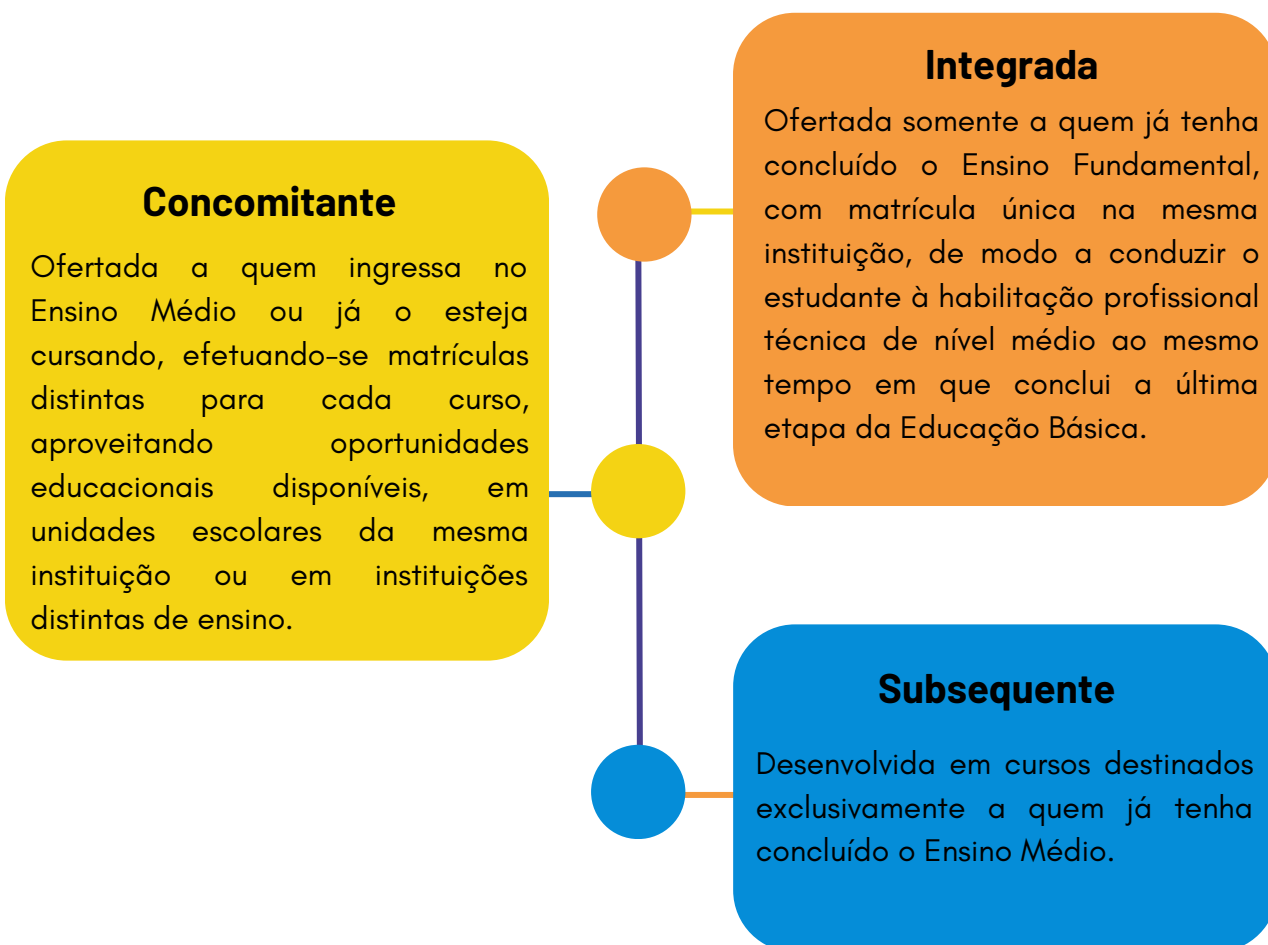 Integrada
Ofertada somente a quem já tenha
concluído o Ensino Fundamental,
com matrícula única na mesma
instituição, de modo a conduzir o
estudante à habilitação profissional
técnica de nível médio ao mesmo
tempo em que conclui a última
etapa da Educação Básica.
Concomitante
Ofertada a quem ingressa no
Ensino Médio ou já o esteja
cursando, efetuando-se matrículas
distintas para cada curso,
aproveitando oportunidades
educacionais disponíveis, em
unidades escolares da mesma
instituição ou em instituições
distintas de ensino.
Subsequente
Desenvolvida em cursos destinados
exclusivamente a quem já tenha
concluído o Ensino Médio.